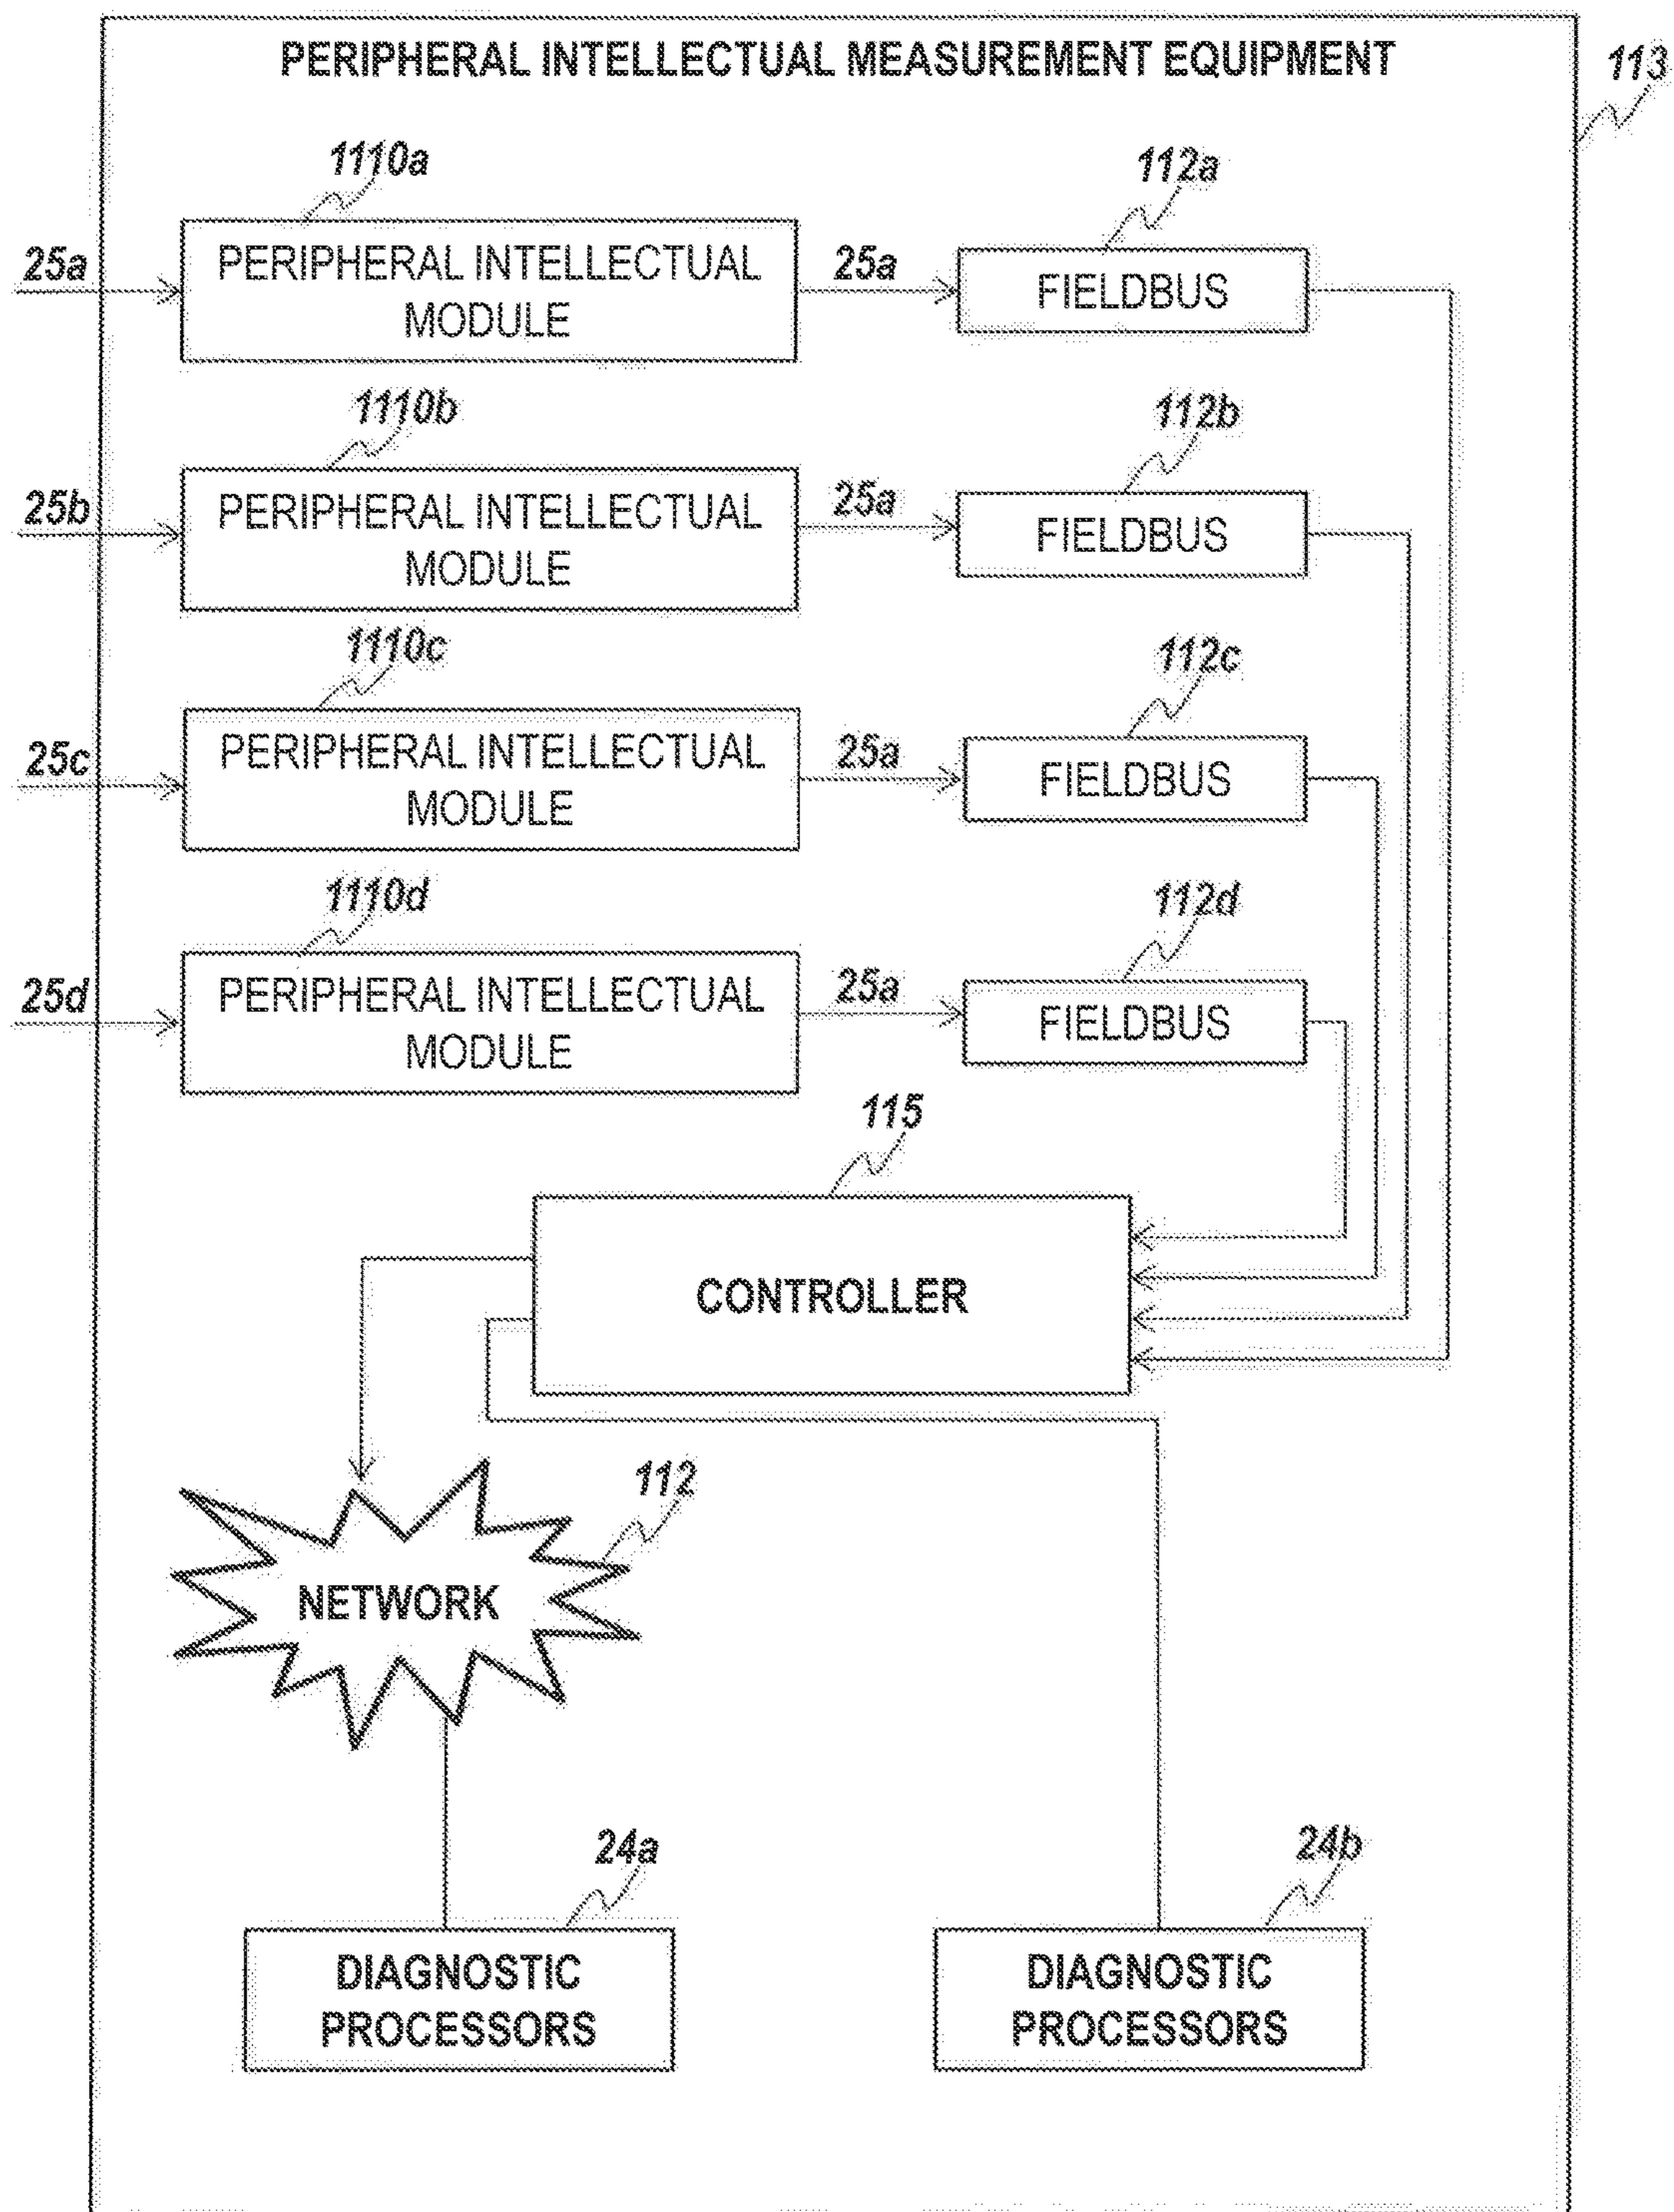 PERIPHERAL INTELLECTUAL MEASUREMENT EQUIPMENT
113
1110a
112a
25a
PERIPHERAL INTELLECTUAL
MODULE
25a
FIELDBUS
1110b
112b
25b
PERIPHERAL INTELLECTUAL
MODULE
25a
FIELDBUS
1110c
112c
25c
PERIPHERAL INTELLECTUAL
MODULE
25a
FIELDBUS
1110d
112d
25d
PERIPHERAL INTELLECTUAL
MODULE
25a
FIELDBUS
115
CONTROLLER
112
NETWORK
24a
24b
DIAGNOSTIC
PROCESSORS
DIAGNOSTIC
PROCESSORS